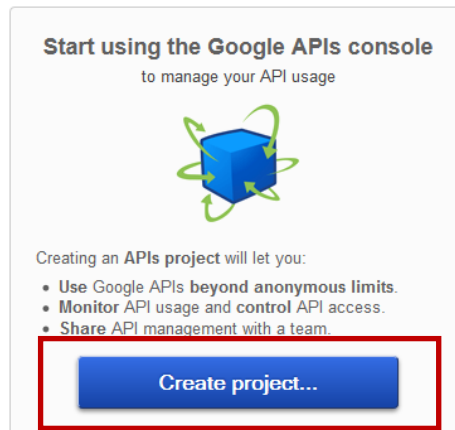 Start using the Google APIs console
to manage your API usage
Creating an APIs project will let you:
• Use Google APIs beyond anonymous limits.
• Monitor API usage and control API access.
• Share API management with a team.
Create project...